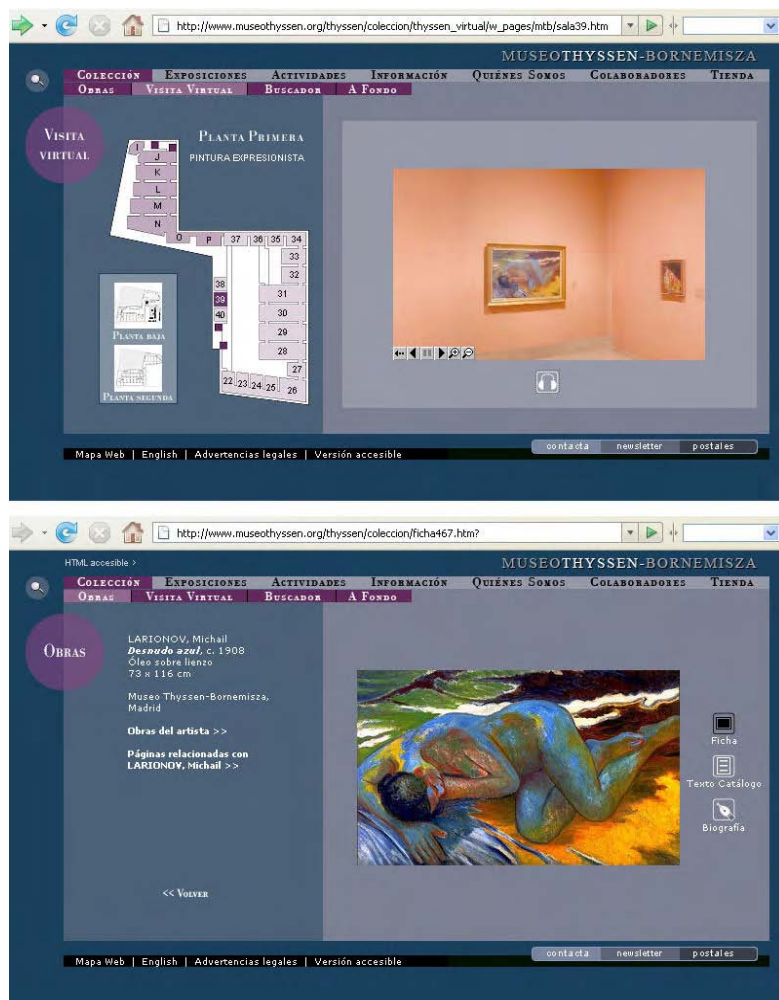 http://www.museothyssen.org/thyssen/coleccion/thyssen_virtual/w_pages/mtb/sala39.htm
MUSEOTHYSSEN-BORNEMISZA
COLECCIÓN EXPOSICIONES ACTIVIDADES INFORMACIÓN QUIÉNES SOMOS COLABORADORES TIENDA
OBRAS VISITA VIRTUAL BUSCADOR A FONDO
VISITA
VIRTUAL
PLANTA PRIMERA
PINTURA EXPRESIONISTA
I
J
K
L
M
N
O P 37 36 35 34
33
32
38
39
40
31
30
29
28
27
22 23 24 25 26
PLANTA BAJA
PLANTA SEGUNDA
contacta newsletter postales
Mapa Web | English | Advertencias legales | Versión accesible
http://www.museothyssen.org/thyssen/coleccion/ficha467.htm?
HTML accesible >
MUSEOTHYSSEN-BORNEMISZA
COLECCIÓN EXPOSICIONES ACTIVIDADES INFORMACIÓN QUIÉNES SOMOS COLABORADORES TIENDA
OBRAS VISITA VIRTUAL BUSCADOR A FONDO
OBRAS
LARIONOV, Michail
Desnudo azul, c. 1908
Óleo sobre lienzo
73 x 116 cm
Museo Thyssen-Bornemisza,
Madrid
Obras del artista >>
Páginas relacionadas con
LARIONOV, Michail >>
Ficha
Texto Catálogo
Biografía
<< VOLVER
contacta newsletter postales
Mapa Web | English | Advertencias legales | Versión accesible